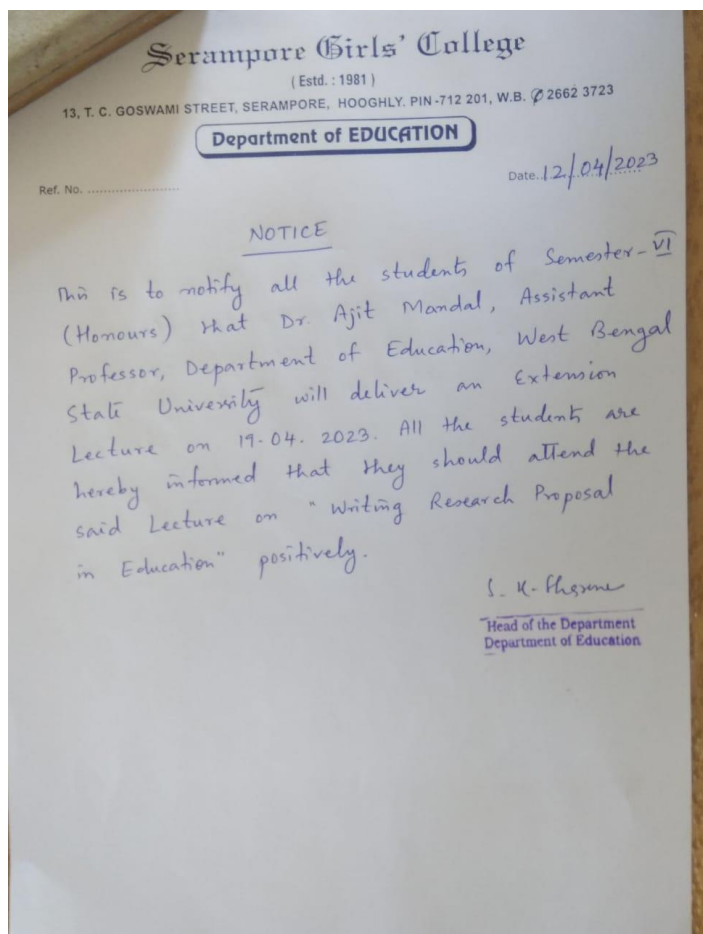 Serampore Girls' College
( Estd. : 1981 )
13, T. C. GOSWAMI STREET, SERAMPORE, HOOGHLY. PIN-712 201, W.B. ✆ 2662 3723
Department of EDUCATION
Ref. No. ........................
Date..12/04/2023
NOTICE
This is to notify all the students of Semester-VI
(Honours) that Dr. Ajit Mandal, Assistant
Professor, Department of Education, West Bengal
State University will deliver an Extension
Lecture on 19-04. 2023. All the students are
hereby informed that they should attend the
said Lecture on "Writing Research Proposal
in Education" positively.
S. K.
Head of the Department
Department of Education